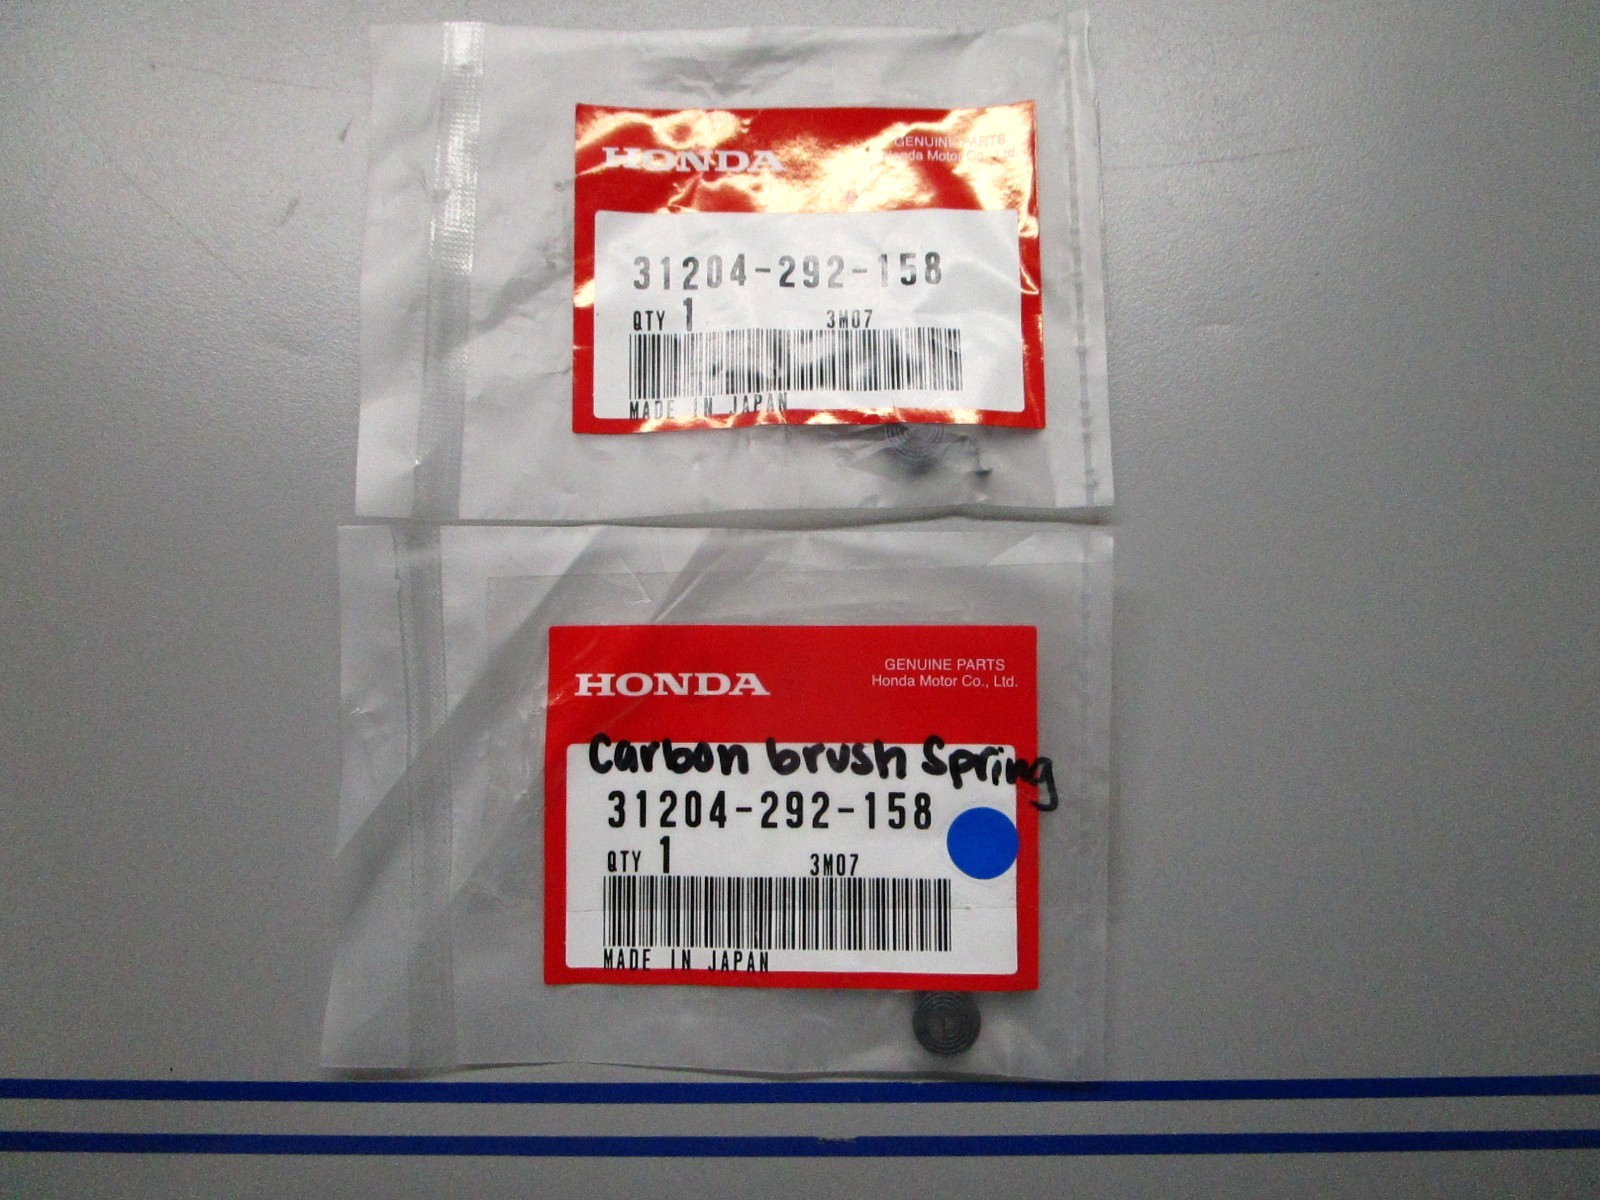 HONDA
GENUINE PARTS
Honda Motor Co., Ltd.
31204-292-158
QTY 1 3M07
MADE IN JAPAN
HONDA
GENUINE PARTS
Honda Motor Co., Ltd.
Carbon brush Spring
31204-292-158
QTY 1 3M07
MADE IN JAPAN